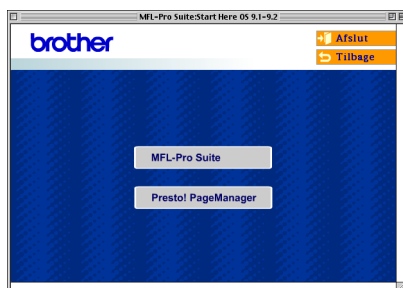 MFL-Pro Suite:Start Here OS 9.1-9.2
brother
Afslut
Tilbage
MFL-Pro Suite
Presto! PageManager